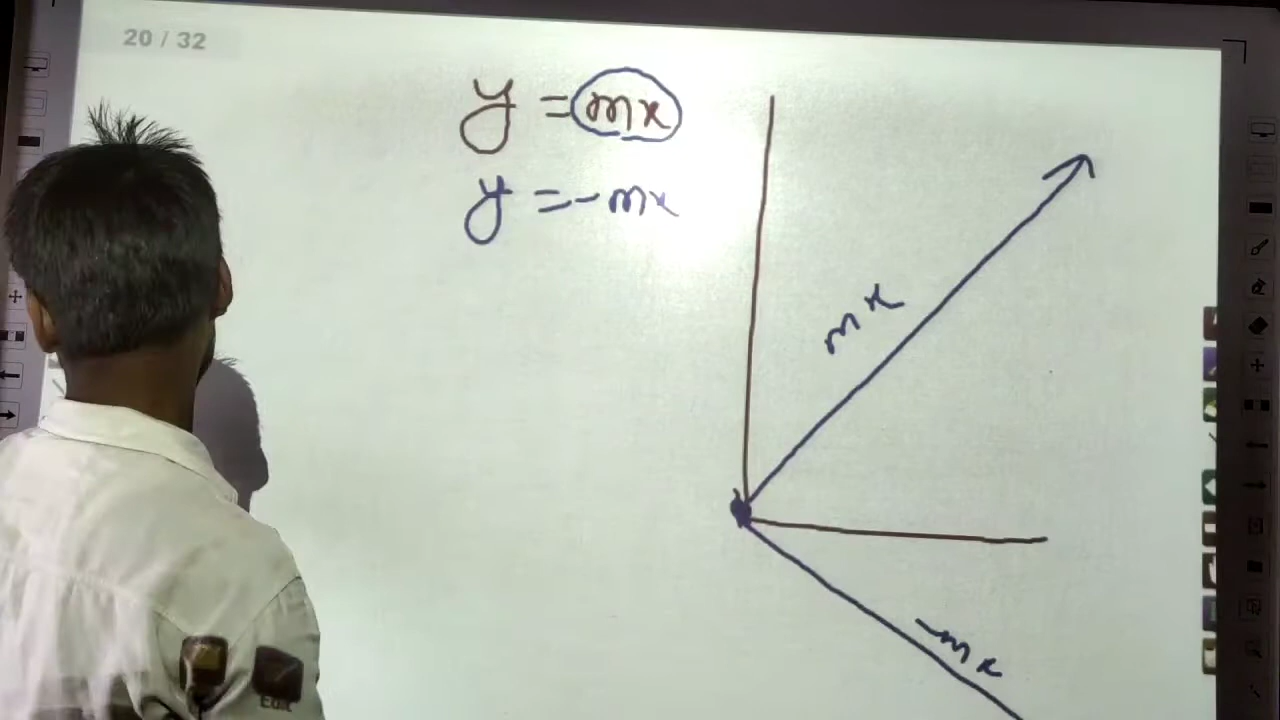 20 / 32
y = mx
y = - mx
mx
-mx